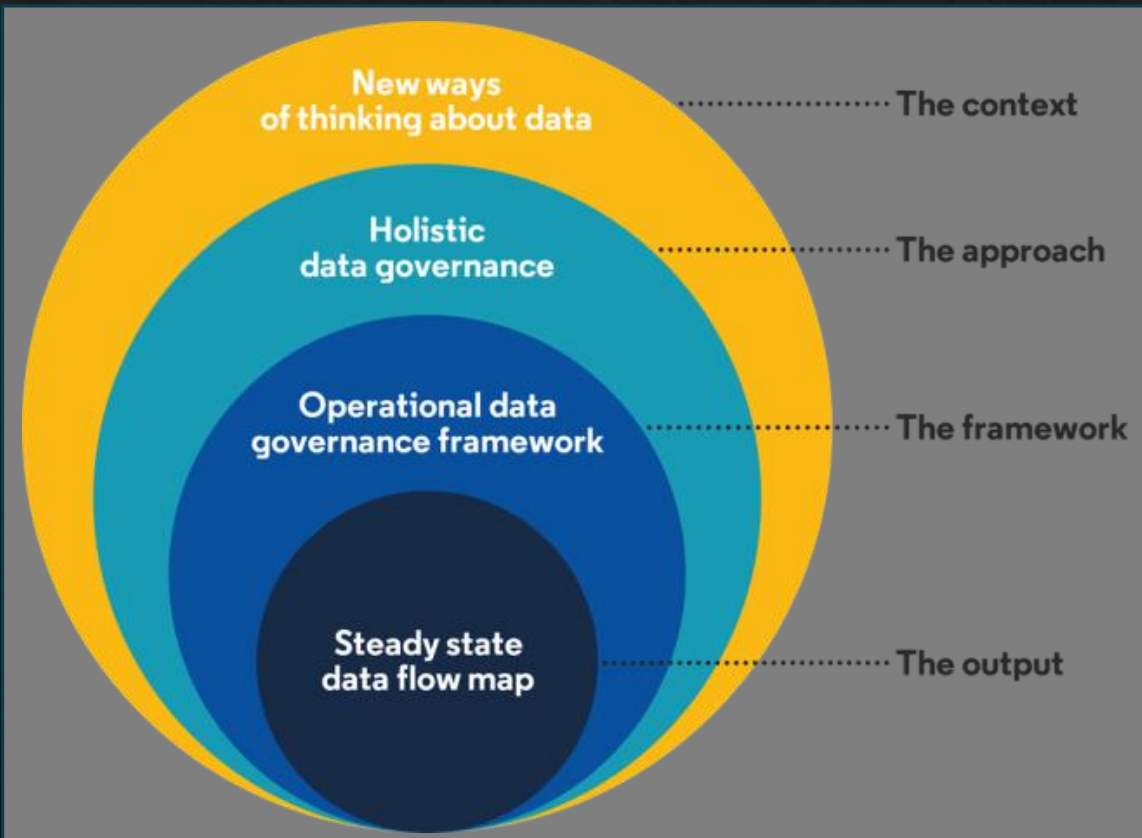 New ways
of thinking about data
The context
Holistic
data governance
The approach
Operational data
governance framework
The framework
Steady state
data flow map
The output